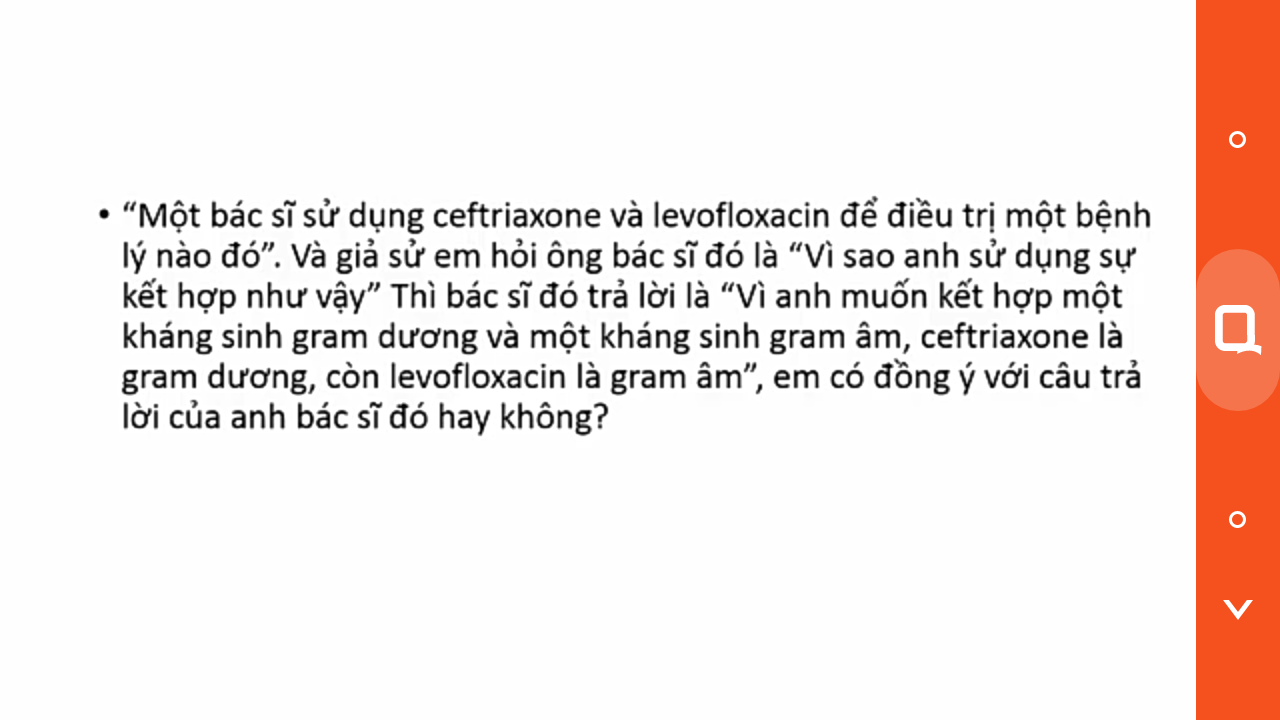 • “Một bác sĩ sử dụng ceftriaxone và levofloxacin để điều trị một bệnh
lý nào đó”. Và giả sử em hỏi ông bác sĩ đó là “Vì sao anh sử dụng sự
kết hợp như vậy” Thì bác sĩ đó trả lời là “Vì anh muốn kết hợp một
kháng sinh gram dương và một kháng sinh gram âm, ceftriaxone là
gram dương, còn levofloxacin là gram âm”, em có đồng ý với câu trả
lời của anh bác sĩ đó hay không?